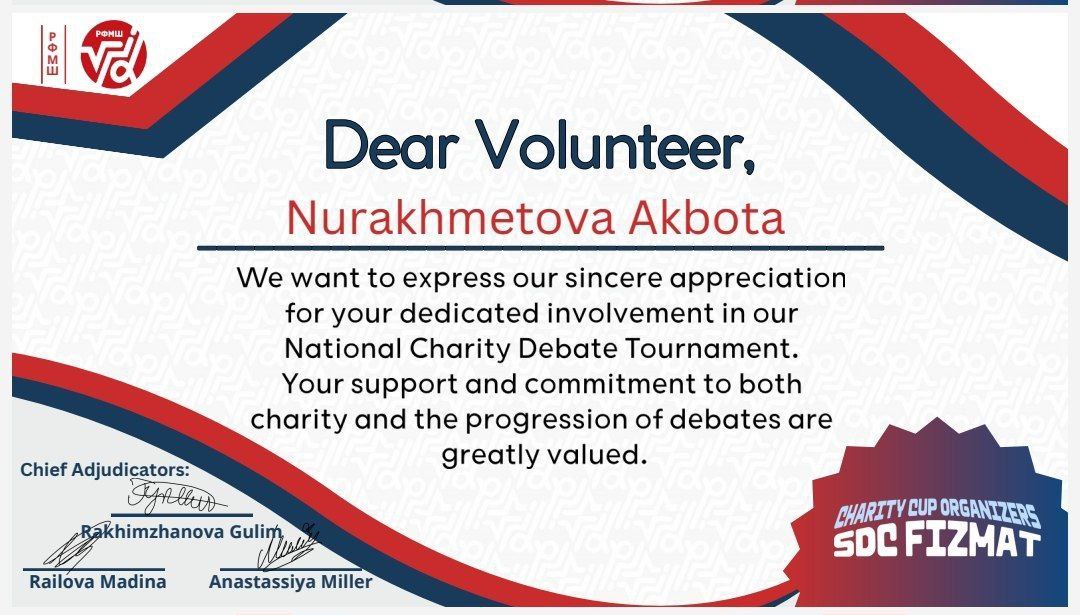 РФМШ
РФМШ
Dear Volunteer,
Nurakhmetova Akbota
We want to express our sincere appreciation
for your dedicated involvement in our
National Charity Debate Tournament.
Your support and commitment to both
charity and the progression of debates are
greatly valued.
Chief Adjudicators:
Rakhimzhanova Gulim
Railova Madina
Anastassiya Miller
CHARITY CUP ORGANIZERS
SDC FIZMAT